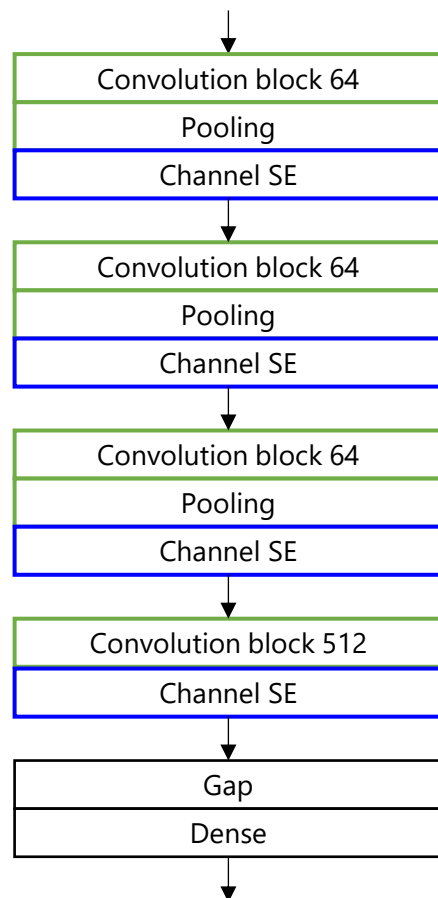 Convolution block 64
Pooling
Channel SE
Convolution block 64
Pooling
Channel SE
Convolution block 64
Pooling
Channel SE
Convolution block 512
Channel SE
Gap
Dense